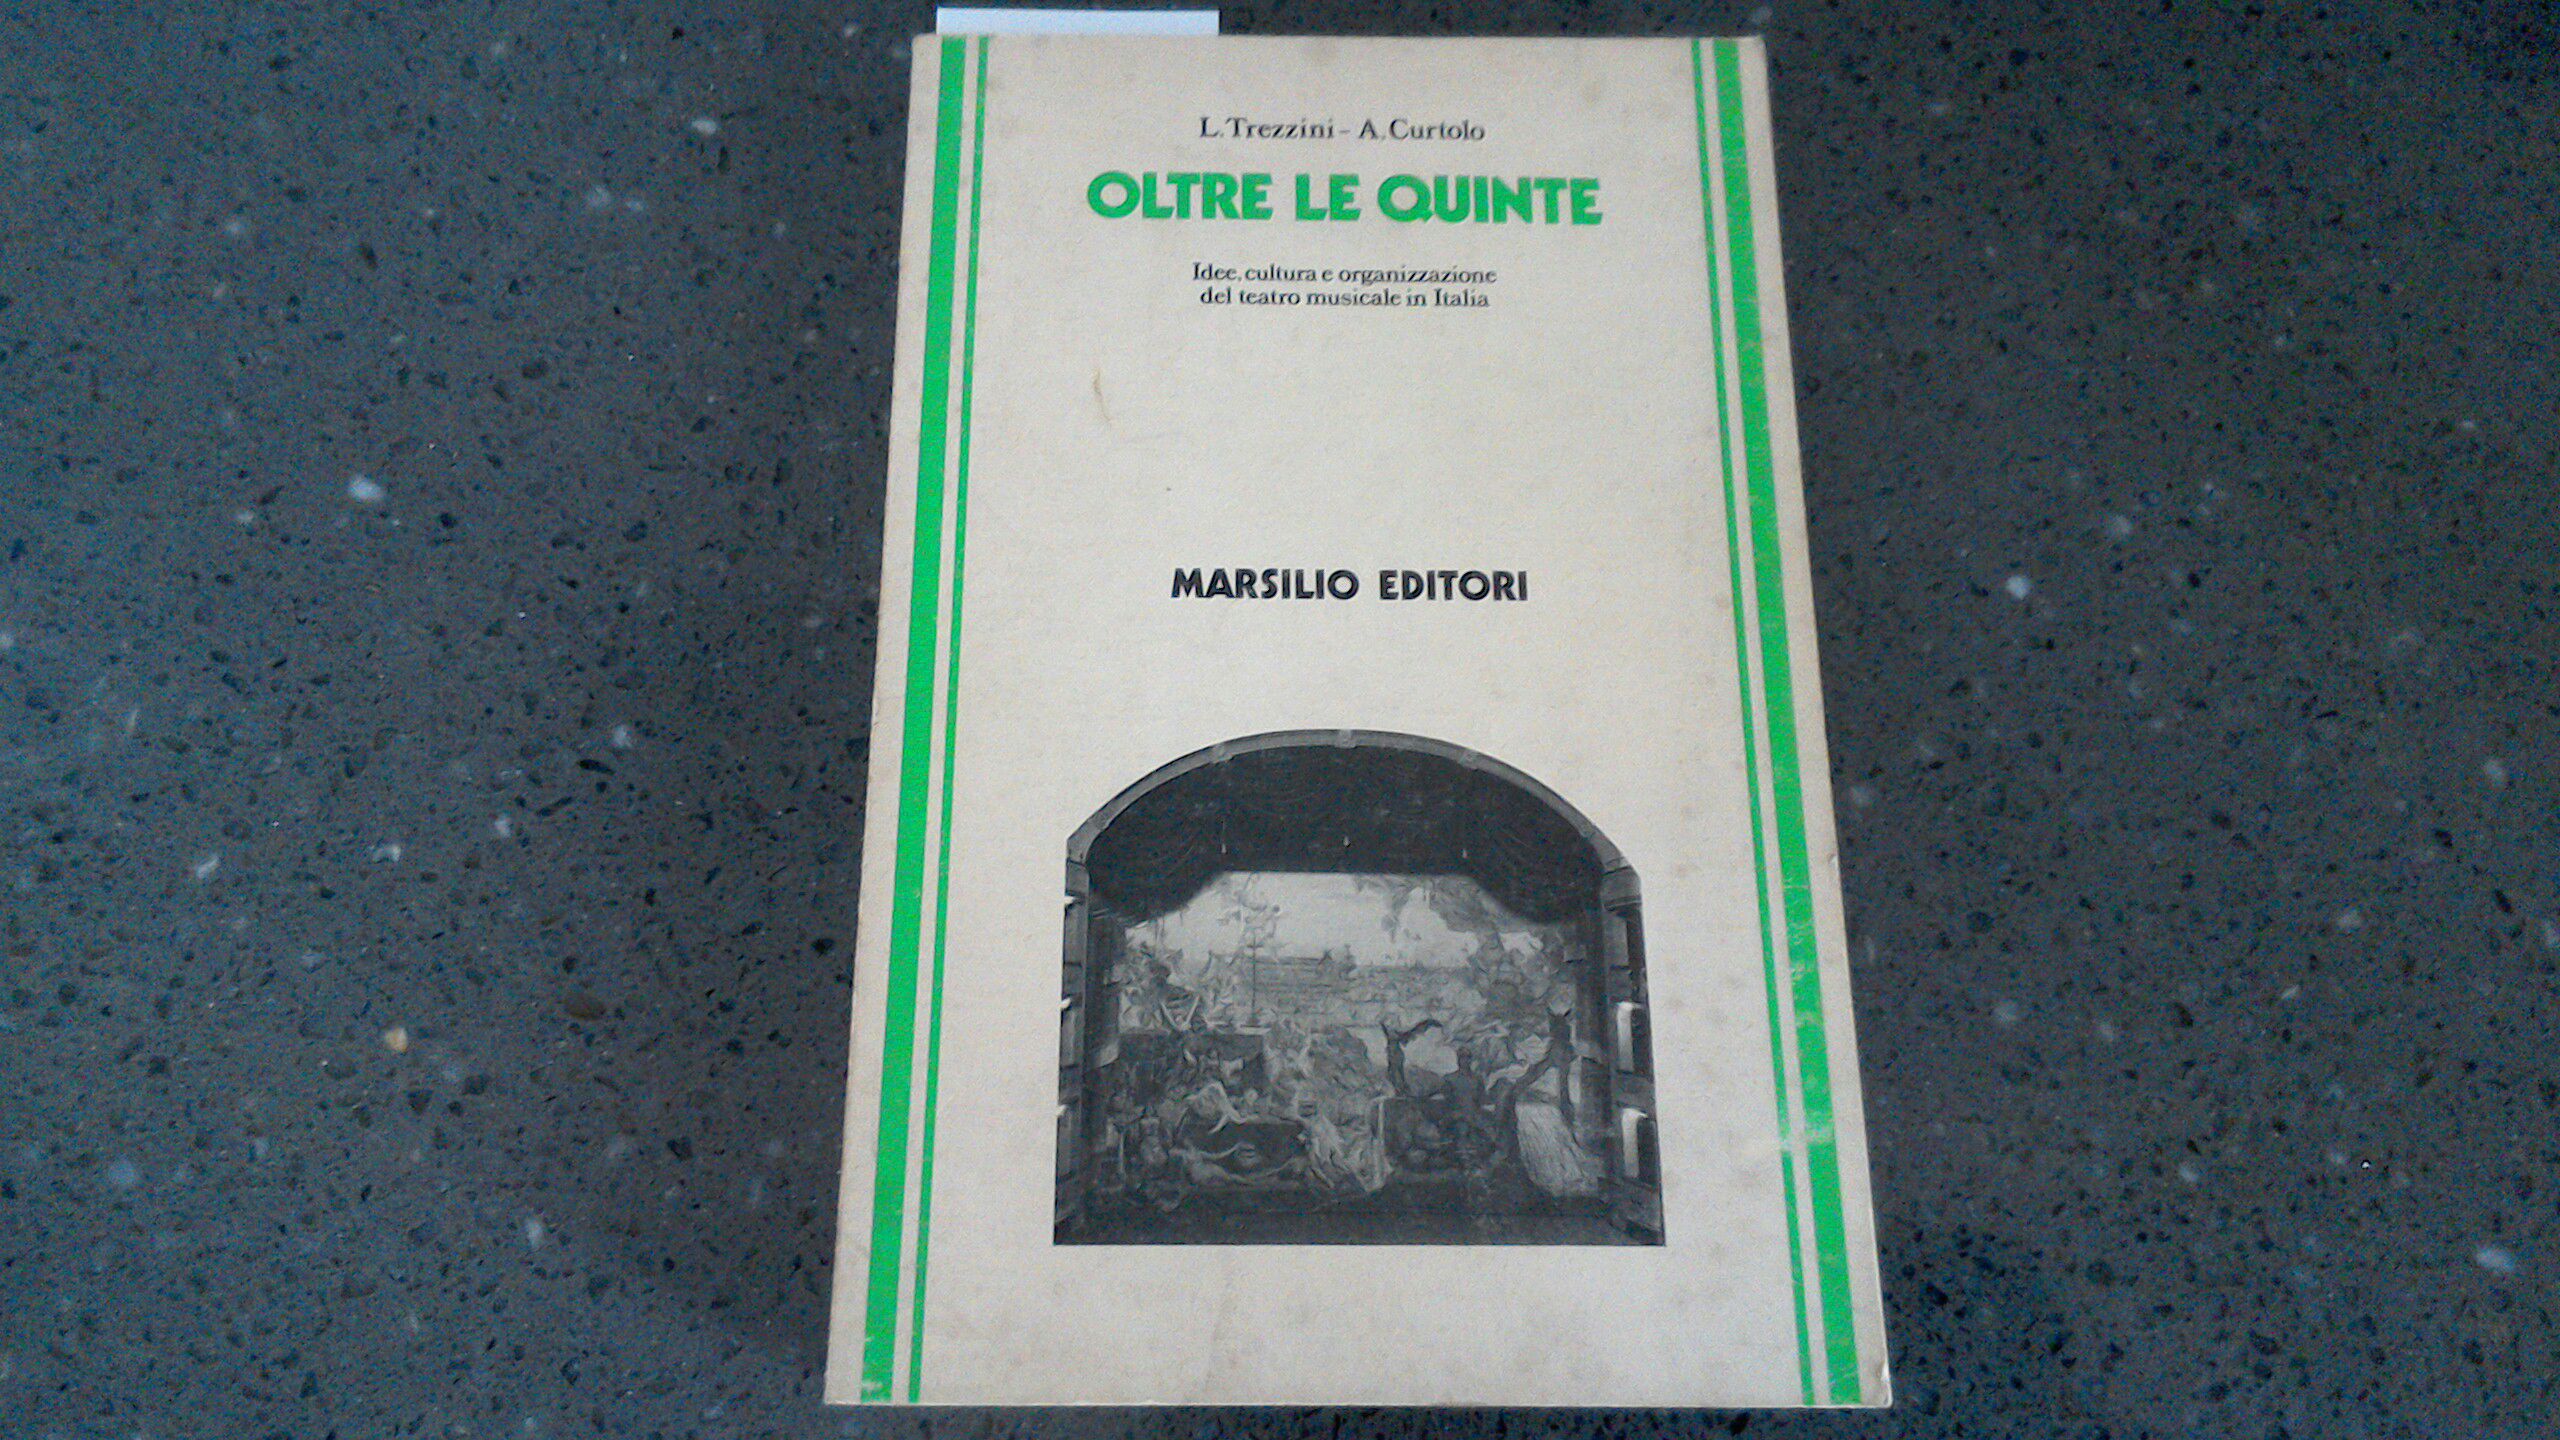 L. Trezzini - A. Curtolo
OLTRE LE QUINTE
Idee, cultura e organizzazione
del teatro musicale in Italia
MARSILIO EDITORI